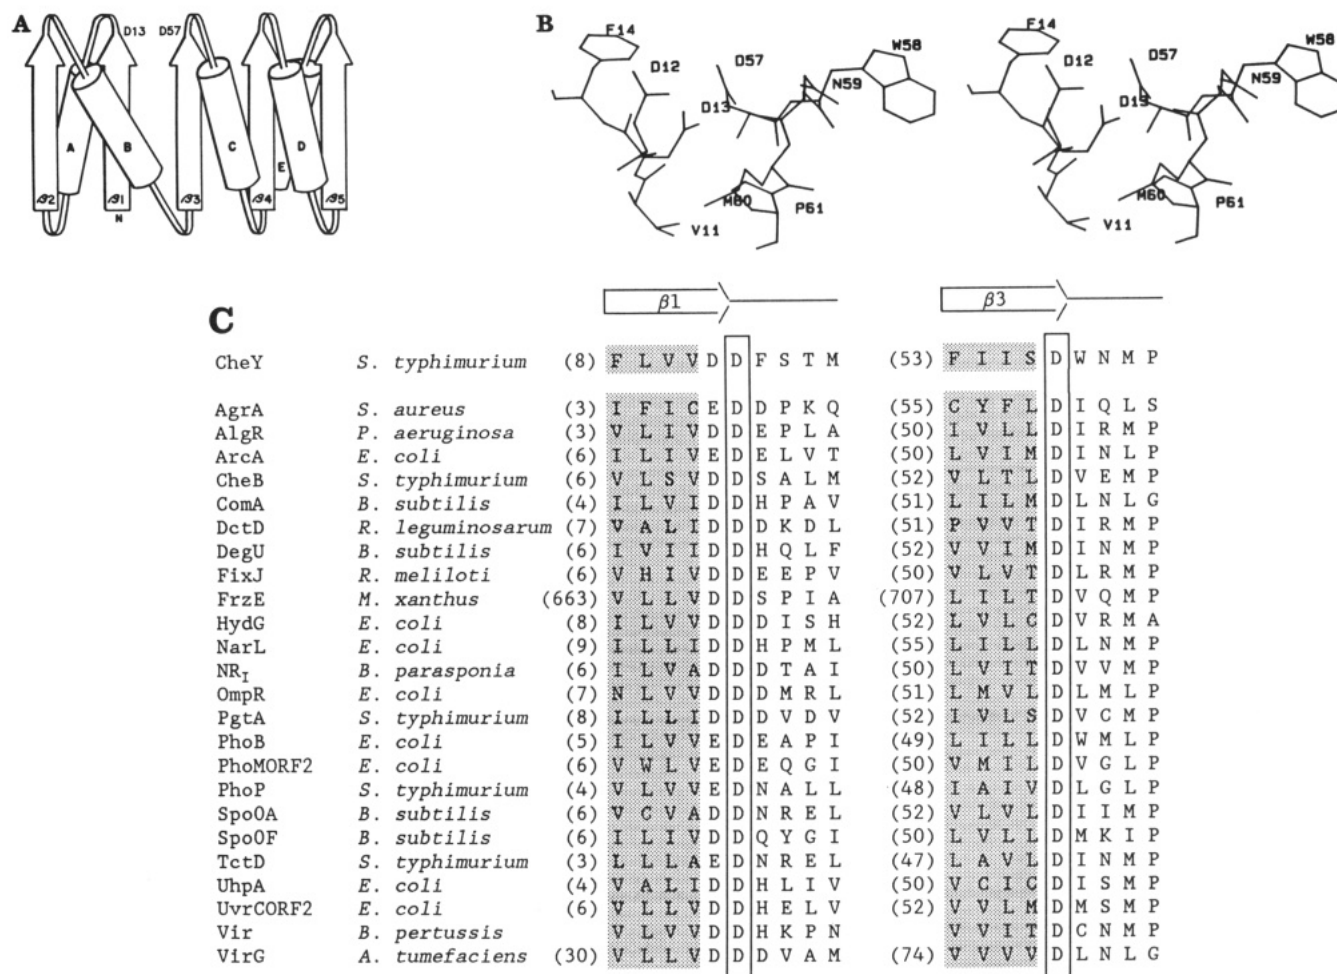 A
D13 D57
A B C E D
β2 β1 β3 β4 β5
N
B
F14 D12 D57 D13 W58 N59 M60 P61 V11
F14 D12 D57 D13 W58 N59 M60 P61 V11
C
β1 β3
CheY S. typhimurium (8) F L V V D D F S T M (53) F I I S D W N M P
AgrA S. aureus (3) I F I C E D D P K Q (55) C Y F L D I Q L S
AlgR P. aeruginosa (3) V L I V D D E P L A (50) I V L L D I R M P
ArcA E. coli (6) I L I V E D E L V T (50) L V I M D I N L P
CheB S. typhimurium (6) V L S V D D S A L M (52) V L T L D V E M P
ComA B. subtilis (4) I L V I D D H P A V (51) L I L M D L N L G
DctD R. leguminosarum (7) V A L I D D D K D L (51) P V V T D I R M P
DegU B. subtilis (6) I V I I D D H Q L F (52) V V I M D I N M P
FixJ R. meliloti (6) V H I V D D E E P V (50) V L V T D L R M P
FrzE M. xanthus (663) V L L V D D S P I A (707) L I L T D V Q M P
HydG E. coli (8) I L V V D D D I S H (52) L V L C D V R M A
NarL E. coli (9) I L L I D D H P M L (55) L I L L D L N M P
NRI B. parasponia (6) I L V A D D D T A I (50) L V I T D V V M P
OmpR E. coli (7) N L V V D D D M R L (51) L M V L D L M L P
PgtA S. typhimurium (8) I L L I D D D V D V (52) I V L S D V C M P
PhoB E. coli (5) I L V V E D E A P I (49) L I L L D W M L P
PhoMORF2 E. coli (6) V W L V E D E Q G I (50) V M I L D V G L P
PhoP S. typhimurium (4) V L V V E D N A L L (48) I A I V D L G L P
SpoOA B. subtilis (6) V C V A D D N R E L (52) V L V L D I I M P
SpoOF B. subtilis (6) I L I V D D Q Y G I (50) L V L L D M K I P
TctD S. typhimurium (3) L L L A E D N R E L (47) L A V L D I N M P
UhpA E. coli (4) V A L I D D H L I V (50) V C I C D I S M P
UvrCORF2 E. coli (6) V L L V D D H E L V (52) V V L M D M S M P
Vir B. pertussis V L V V D D H K P N V V I T D C N M P
VirG A. tumefaciens (30) V L L V D D D V A M (74) V V V V D L N L G